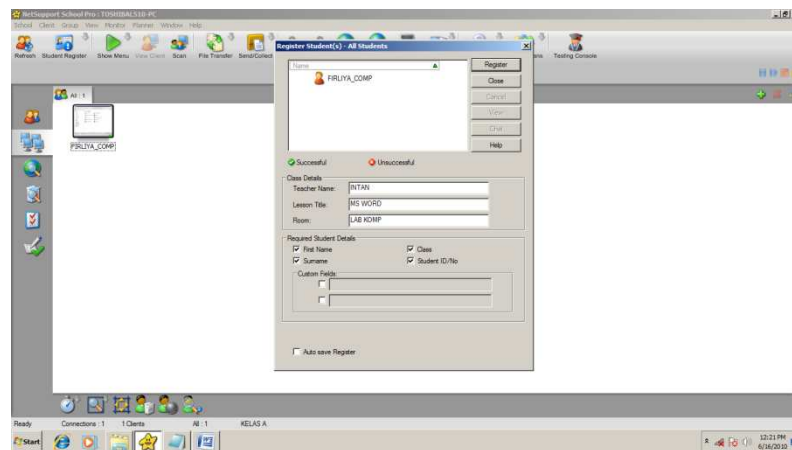 NetSupport School Pro : TOSHIBAL510-PC
School Client Group View Monitor Planner Window Help
Refresh Student Register Show Menu View Client Scan File Transfer Send/Collect Testing Console
All : 1
FIRLIYA_COMP
Register Student(s) - All Students
Name
FIRLIYA_COMP
Register
Close
Cancel
View
Chat
Help
Successful Unsuccessful
Class Details
Teacher Name: INTAN
Lesson Title: MS WORD
Room: LAB KOMP
Required Student Details
First Name Class
Surname Student ID/No
Custom Fields:
Auto save Register
Ready Connections : 1 1 Clients All : 1 KELAS A
Start 12:21 PM
6/16/2010